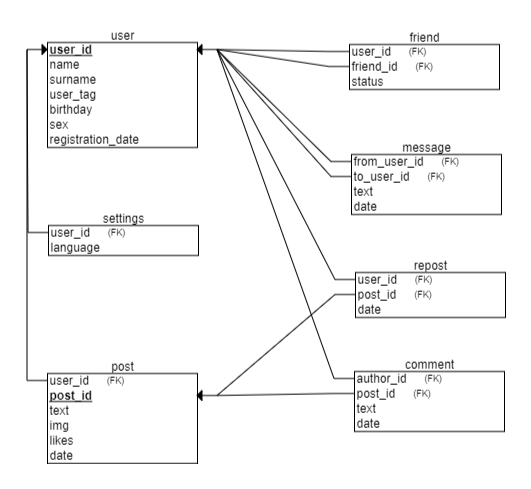 user
user_id
name
surname
user_tag
birthday
sex
registration_date
friend
user_id (FK)
friend_id (FK)
status
message
from_user_id (FK)
to_user_id (FK)
text
date
settings
user_id (FK)
language
repost
user_id (FK)
post_id (FK)
date
post
user_id (FK)
post_id
text
img
likes
date
comment
author_id (FK)
post_id (FK)
text
date